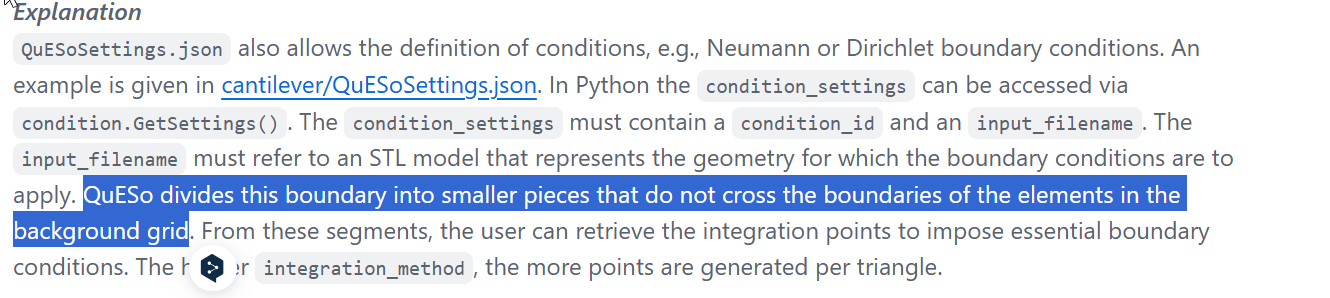 Explanation
QuESoSettings.json also allows the definition of conditions, e.g., Neumann or Dirichlet boundary conditions. An
example is given in cantilever/QuESoSettings.json. In Python the condition_settings can be accessed via
condition.GetSettings(). The condition_settings must contain a condition_id and an input_filename. The
input_filename must refer to an STL model that represents the geometry for which the boundary conditions are to
apply. QuESo divides this boundary into smaller pieces that do not cross the boundaries of the elements in the
background grid. From these segments, the user can retrieve the integration points to impose essential boundary
conditions. The integration_method, the more points are generated per triangle.